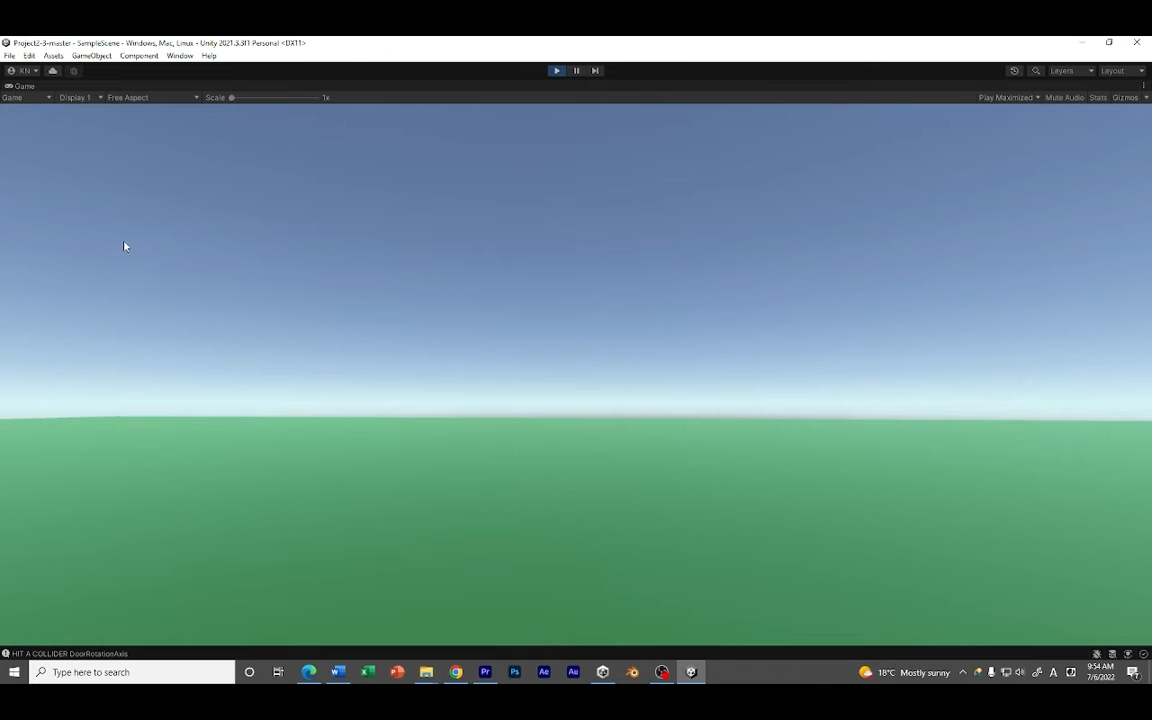 Project2-3-master - SampleScene - Windows, Mac, Linux - Unity 2021.3.3f1 Personal <DX11>
File Edit Assets GameObject Component Window Help
KN Layers Layout
Game
Game Display 1 Free Aspect Scale 1x Play Maximized Mute Audio Stats Gizmos
HIT A COLLIDER DoorRotationAxis
Type here to search 18°C Mostly sunny A 9:54 AM
7/6/2022